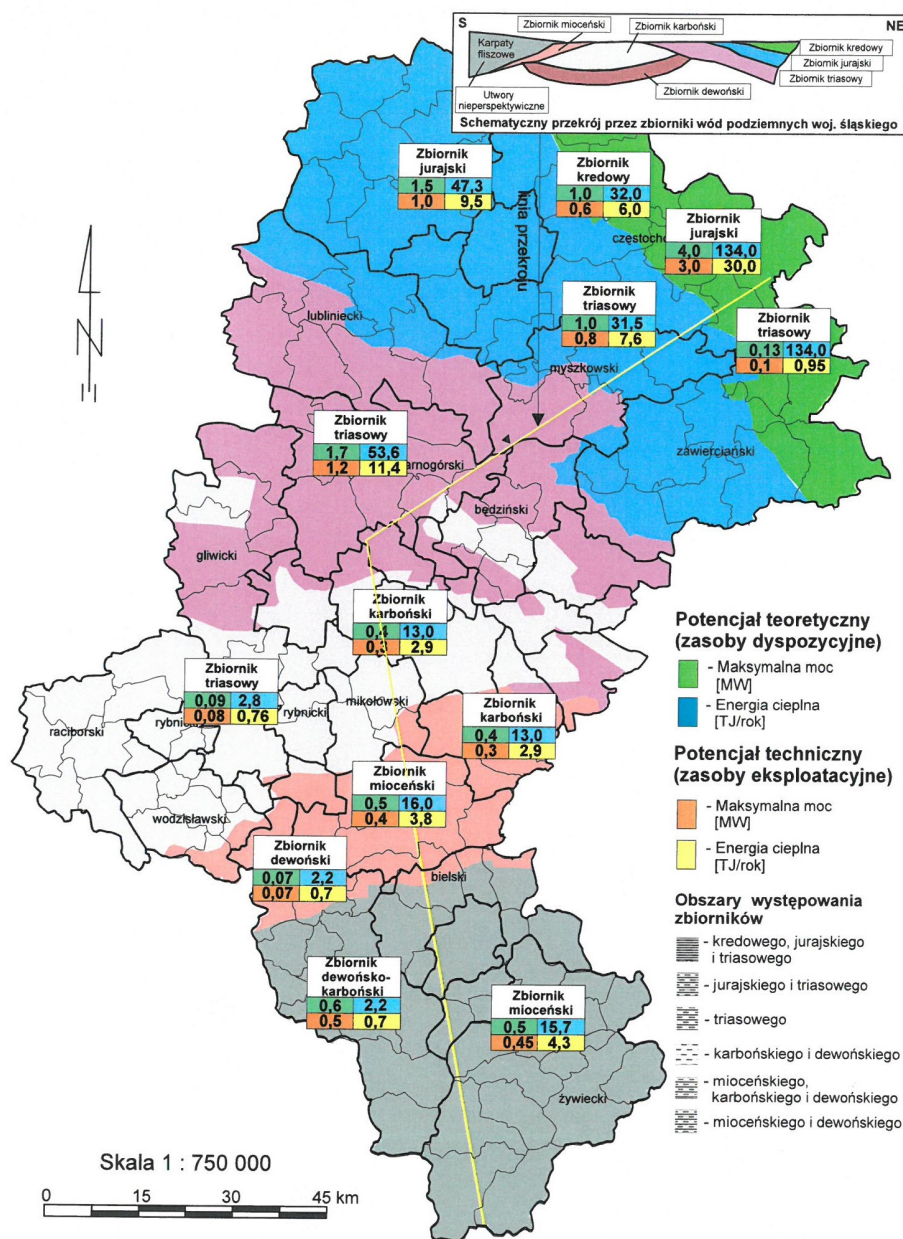 S
NE
Zbiornik mioceński
Zbiornik karboński
Karpaty
fliszowe
Zbiornik kredowy
Zbiornik jurajski
Zbiornik triasowy
Utwory
nieperspektywiczne
Zbiornik dewoński
Schematyczny przekrój przez zbiorniki wód podziemnych woj. śląskiego
Zbiornik
jurajski
1,5 47,3
1,0 9,5
linia przekroju
Zbiornik
kredowy
1,0 32,0
0,6 6,0
częstocho
Zbiornik
jurajski
4,0 134,0
3,0 30,0
lubliniecki
Zbiornik
triasowy
1,0 31,5
0,8 7,6
Zbiornik
triasowy
0,13 134,0
0,1 0,95
myszkowski
N
Zbiornik
triasowy
1,7 53,6
1,2 11,4
arnogórski
zawierciański
będziński
gliwicki
Zbiornik
karboński
0,4 13,0
0,3 2,9
Zbiornik
triasowy
0,09 2,8
0,08 0,76
raciborski
rybni
rybnicki
mikołowski
Zbiornik
karboński
0,4 13,0
0,3 2,9
Zbiornik
mioceński
0,5 16,0
0,4 3,8
wodzisławski
Zbiornik
dewoński
0,07 2,2
0,07 0,7
bielski
Zbiornik
dewońsko-
karboński
0,6 2,2
0,5 0,7
Zbiornik
mioceński
0,5 15,7
0,45 4,3
żywiecki
Potencjał teoretyczny
(zasoby dyspozycyjne)
- Maksymalna moc
[MW]
- Energia cieplna
[TJ/rok]
Potencjał techniczny
(zasoby eksploatacyjne)
- Maksymalna moc
[MW]
- Energia cieplna
[TJ/rok]
Obszary występowania
zbiorników
- kredowego, jurajskiego
i triasowego
- jurajskiego i triasowego
- triasowego
- karbońskiego i dewońskiego
- mioceńskiego,
karbońskiego i dewońskiego
- mioceńskiego i dewońskiego
Skala 1 : 750 000
0 15 30 45 km